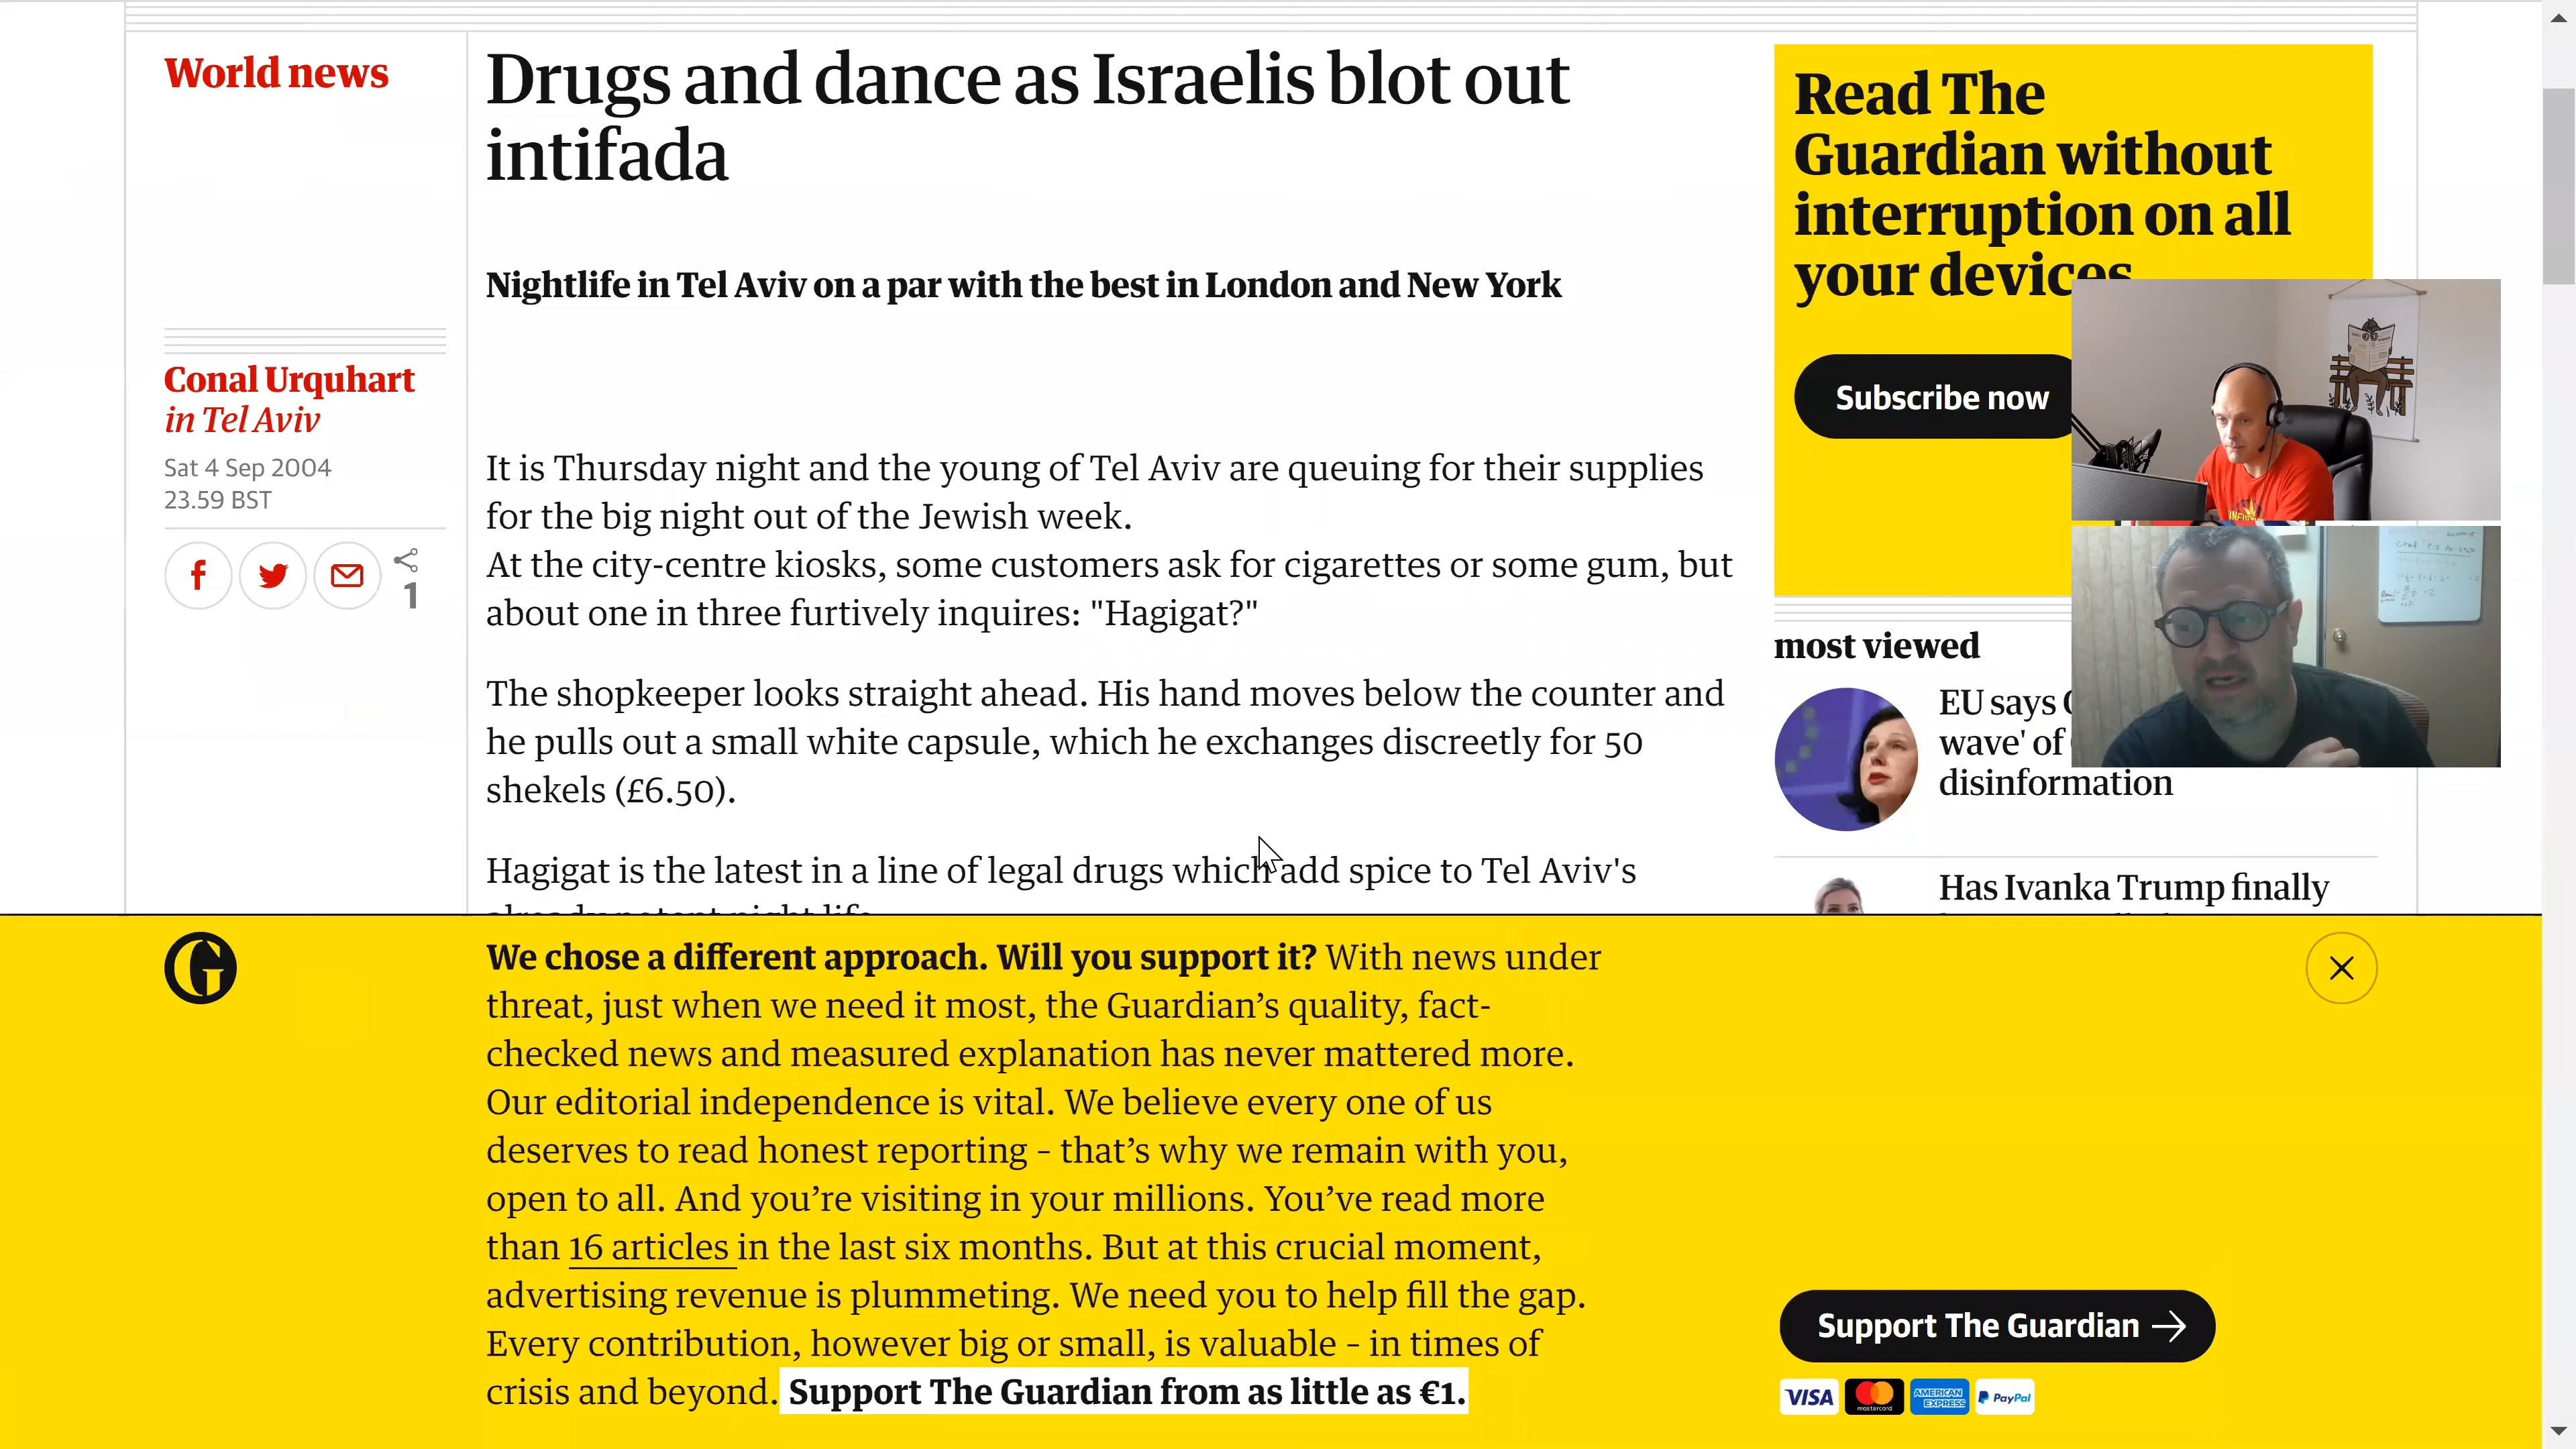 World news
Drugs and dance as Israelis blot out
intifada
Nightlife in Tel Aviv on a par with the best in London and New York
Conal Urquhart
in Tel Aviv
Sat 4 Sep 2004
23.59 BST
1
It is Thursday night and the young of Tel Aviv are queuing for their supplies
for the big night out of the Jewish week.
At the city-centre kiosks, some customers ask for cigarettes or some gum, but
about one in three furtively inquires: "Hagigat?"
The shopkeeper looks straight ahead. His hand moves below the counter and
he pulls out a small white capsule, which he exchanges discreetly for 50
shekels (£6.50).
Hagigat is the latest in a line of legal drugs which add spice to Tel Aviv's
already potent night life
Read The
Guardian without
interruption on all
your devices
Subscribe now
most viewed
EU says
wave' of
disinformation
Has Ivanka Trump finally
We chose a different approach. Will you support it? With news under
threat, just when we need it most, the Guardian’s quality, fact-
checked news and measured explanation has never mattered more.
Our editorial independence is vital. We believe every one of us
deserves to read honest reporting – that’s why we remain with you,
open to all. And you’re visiting in your millions. You’ve read more
than 16 articles in the last six months. But at this crucial moment,
advertising revenue is plummeting. We need you to help fill the gap.
Every contribution, however big or small, is valuable – in times of
crisis and beyond. Support The Guardian from as little as €1.
Support The Guardian
VISA
mastercard
AMERICAN
EXPRESS
PayPal